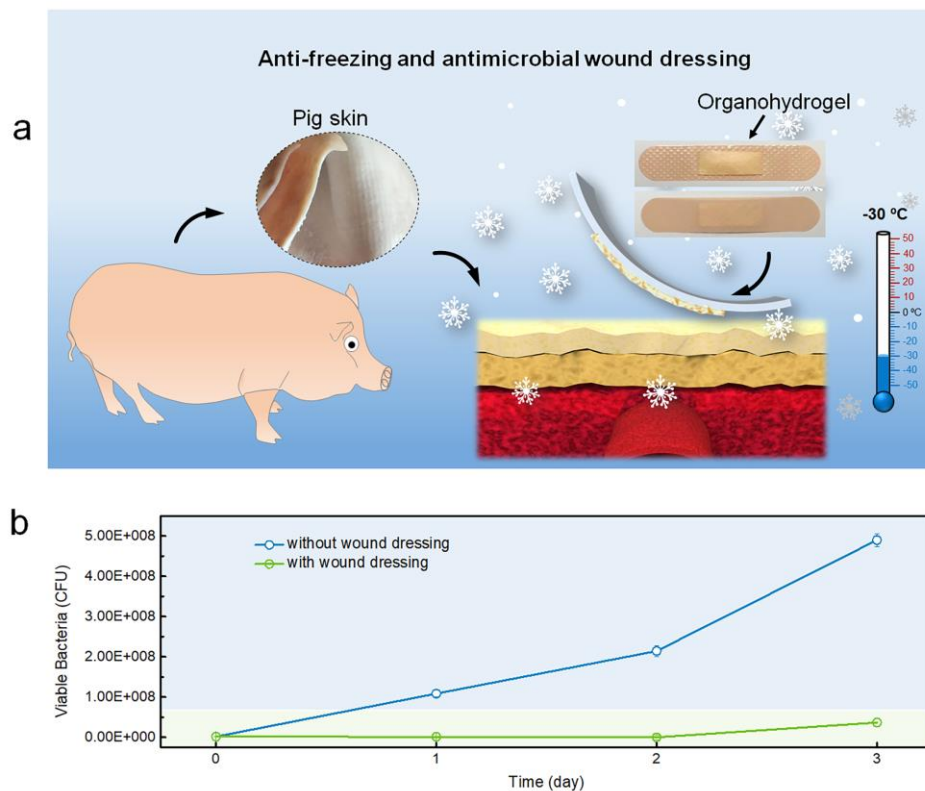 a
Anti-freezing and antimicrobial wound dressing
Pig skin
Organohydrogel
-30 ºC
50
40
30
20
10
0 ºC
-10
-20
-30
-40
-50
b
Viable Bacteria (CFU)
5.00E+008
4.00E+008
3.00E+008
2.00E+008
1.00E+008
0.00E+000
without wound dressing
with wound dressing
0 1 2 3
Time (day)